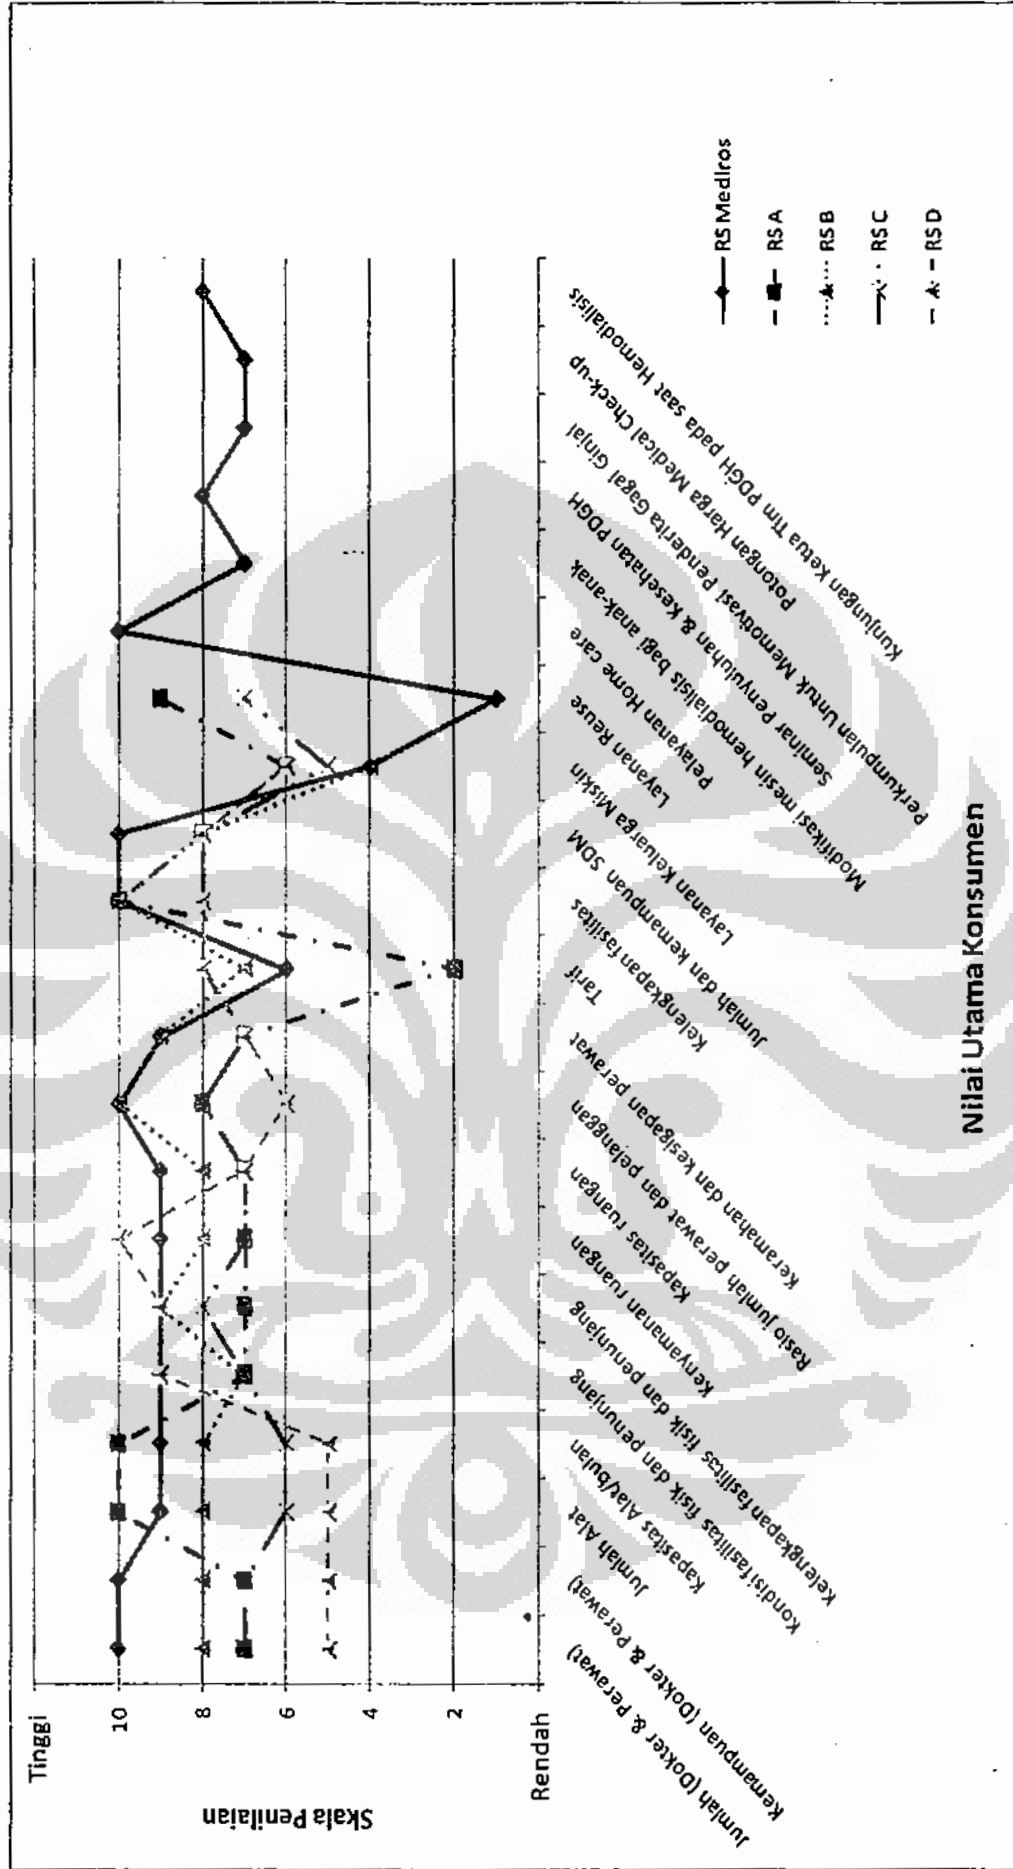 Tinggi
10
8
6
4
2
Rendah
Skala Penilaian
Jumlah (Dokter & Perawat)
Kemampuan (Dokter & Perawat)
Jumlah Alat
Kapasitas Alat/bulan
Kondisi fasilitas fisik dan penunjang
Kelengkapan fasilitas fisik dan penunjang
Kenyamanan ruangan
Kapasitas ruangan
Rasio jumlah perawat dan pelanggan
Keramahan dan kesigapan perawat
Tarif
Kelengkapan fasilitas
Jumlah dan kemampuan SDM
Layanan Keluarga Miskin
Layanan Reuse
Pelayanan Home care
Modifikasi mesin hemodialisis bagi anak-anak
Seminar Penyuluhan & Kesehatan PDGH
Perkumpulan Untuk Memotivasi Penderita Gagal Ginjal
Potongan Harga Medical Check-up
Kunjungan Ketua Tim PDGH pada saat Hemodialisis
Nilai Utama Konsumen
RS Mediros
RS A
RS B
RS C
RS D